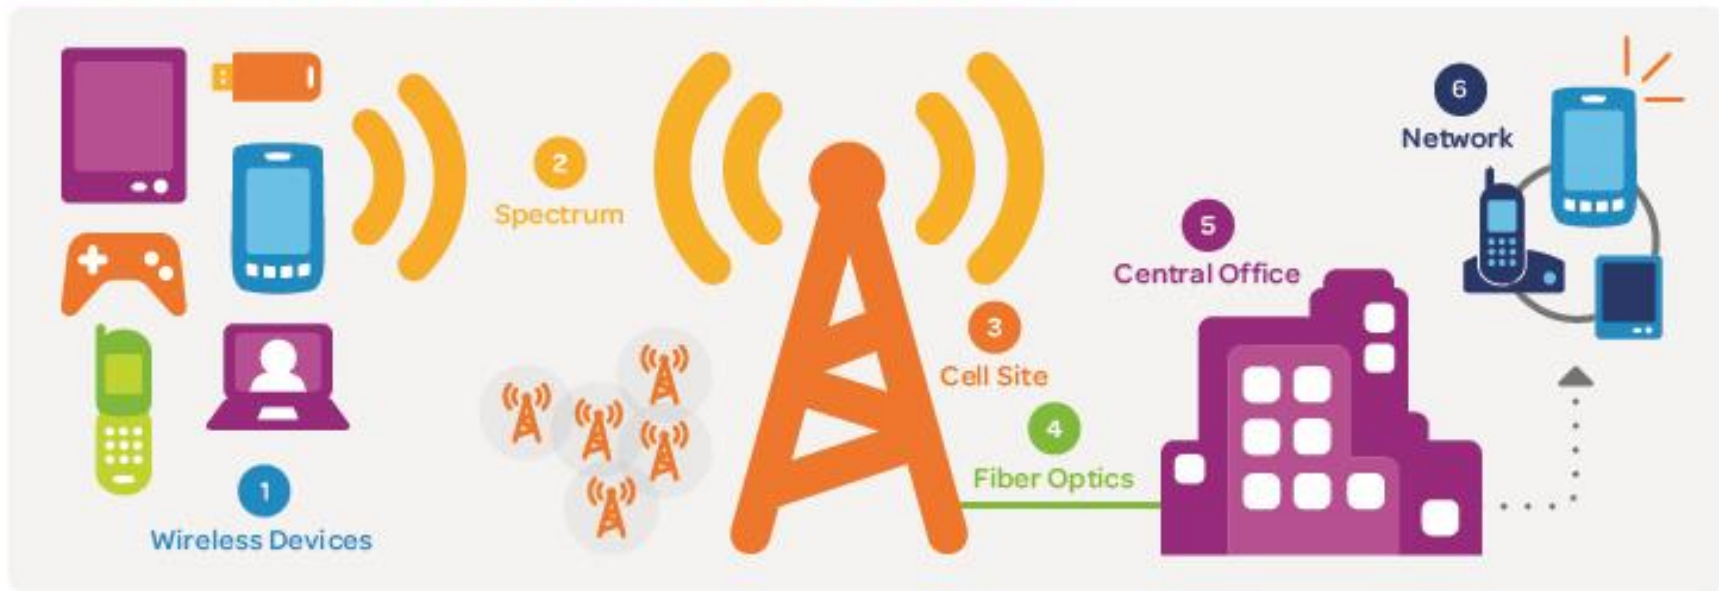 1
Wireless Devices
2
Spectrum
3
Cell Site
4
Fiber Optics
5
Central Office
6
Network